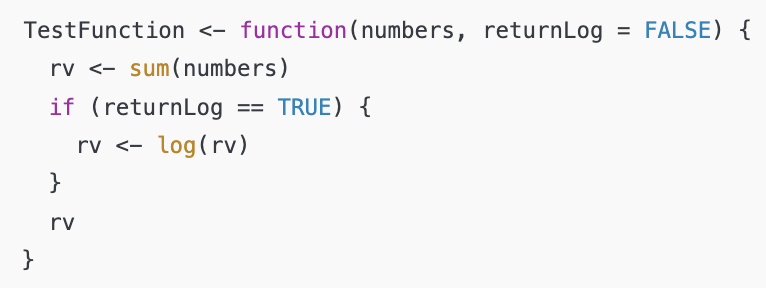 TestFunction <- function(numbers, returnLog = FALSE) {
  rv <- sum(numbers)
  if (returnLog == TRUE) {
    rv <- log(rv)
  }
  rv
}